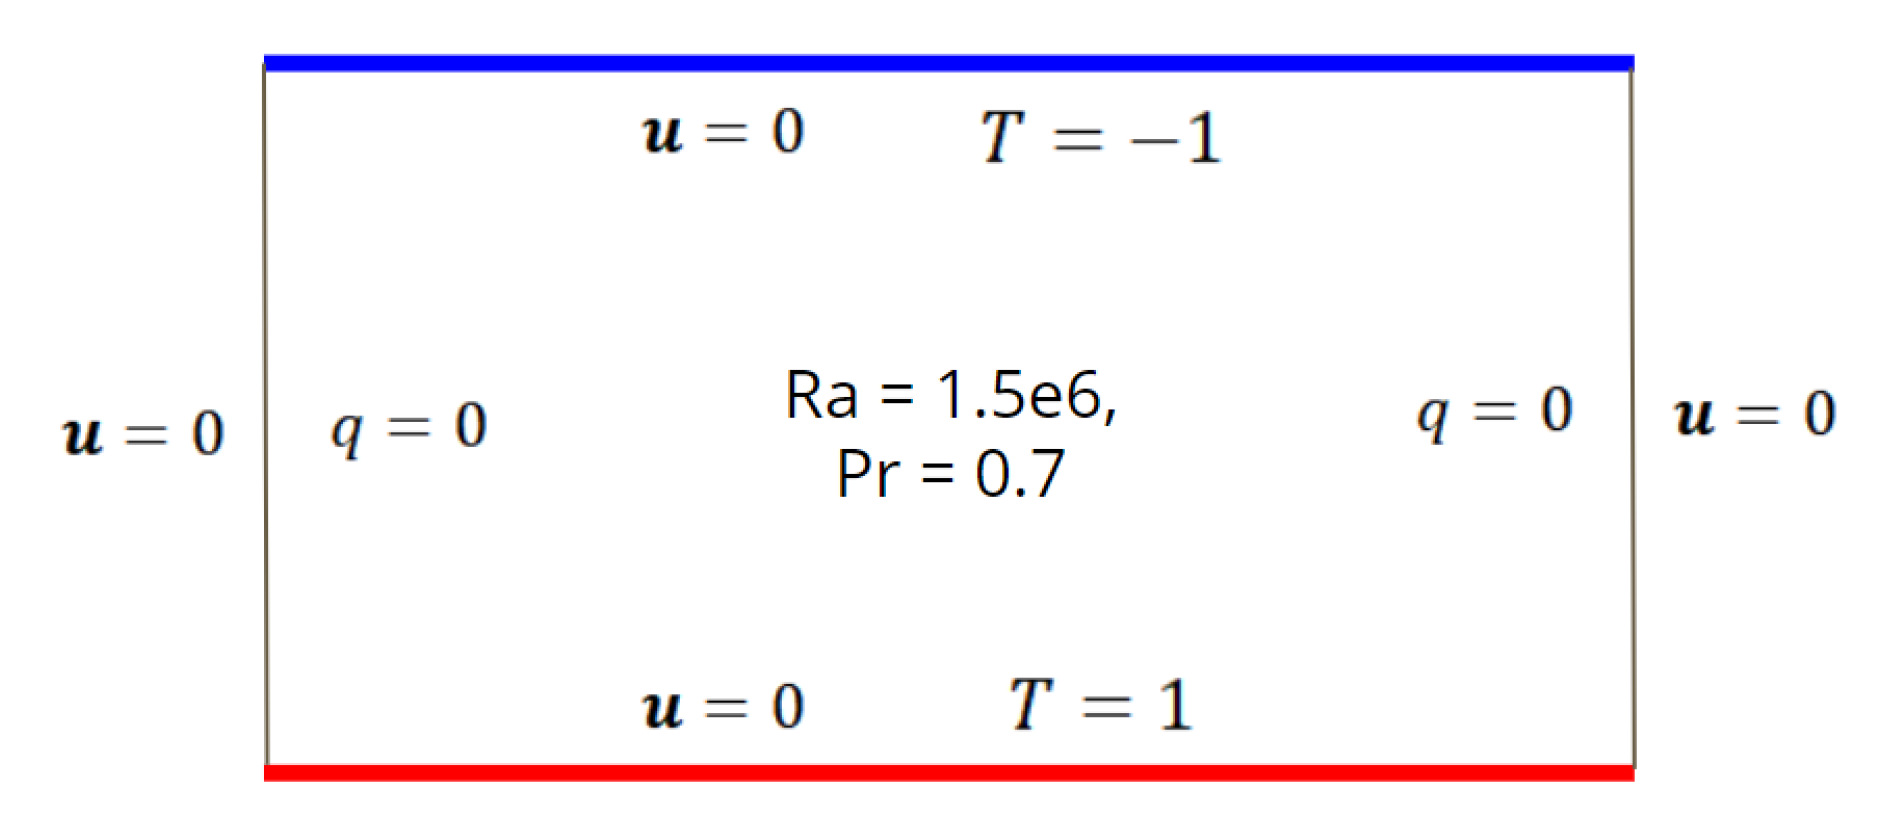 u = 0 T = −1
Ra = 1.5e6,
u = 0 q = 0 q = 0 u = 0
Pr = 0.7
u = 0 T = 1